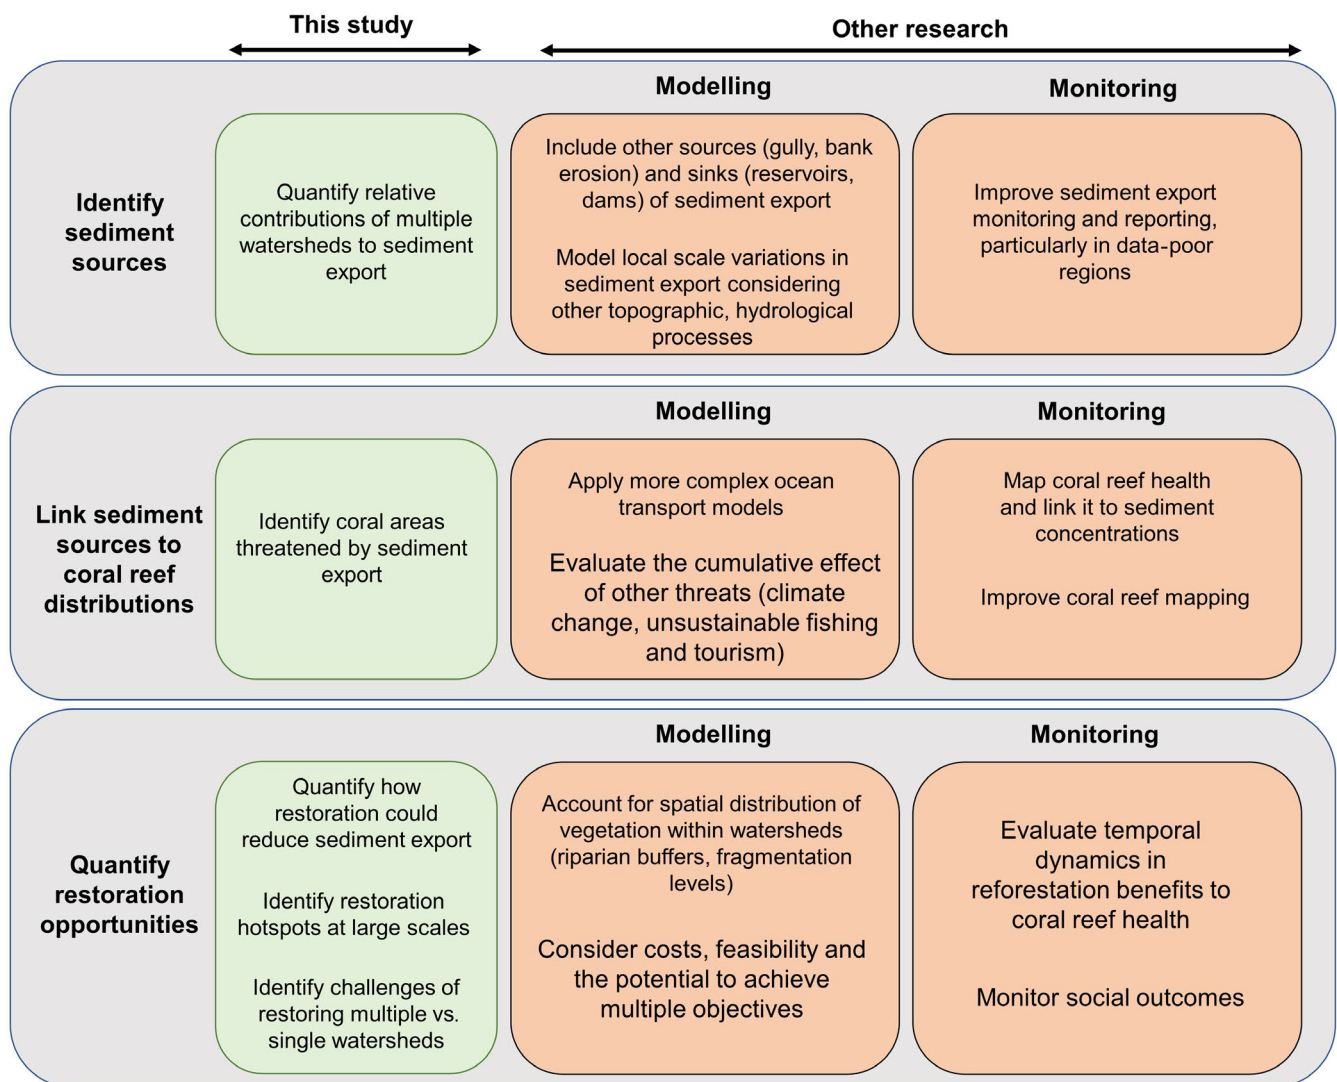 This study
Other research
Identify
sediment
sources
Quantify relative
contributions of multiple
watersheds to sediment
export
Modelling
Include other sources (gully, bank
erosion) and sinks (reservoirs,
dams) of sediment export
Model local scale variations in
sediment export considering
other topographic, hydrological
processes
Monitoring
Improve sediment export
monitoring and reporting,
particularly in data-poor
regions
Link sediment
sources to
coral reef
distributions
Identify coral areas
threatened by sediment
export
Modelling
Apply more complex ocean
transport models
Evaluate the cumulative effect
of other threats (climate
change, unsustainable fishing
and tourism)
Monitoring
Map coral reef health
and link it to sediment
concentrations
Improve coral reef mapping
Quantify
restoration
opportunities
Quantify how
restoration could
reduce sediment export
Identify restoration
hotspots at large scales
Identify challenges of
restoring multiple vs.
single watersheds
Modelling
Account for spatial distribution of
vegetation within watersheds
(riparian buffers, fragmentation
levels)
Consider costs, feasibility and
the potential to achieve
multiple objectives
Monitoring
Evaluate temporal
dynamics in
reforestation benefits to
coral reef health
Monitor social outcomes